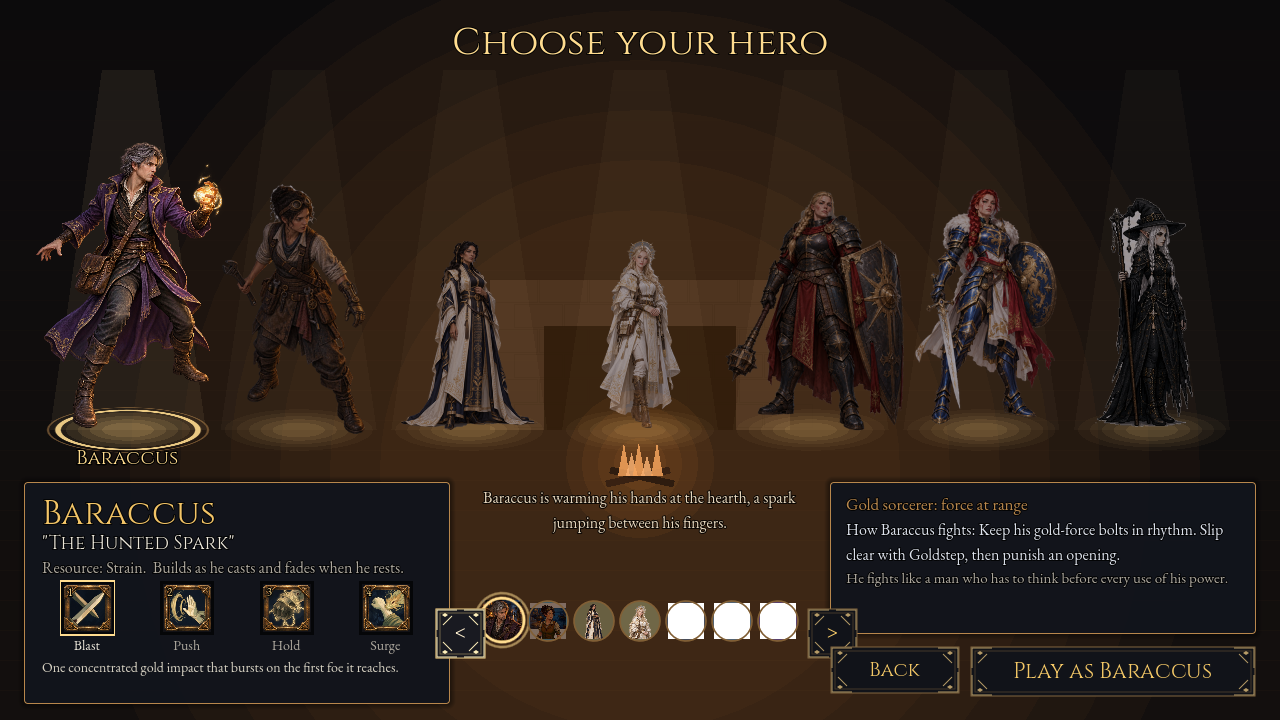 Choose your hero
Baraccus
Baraccus
"The Hunted Spark"
Resource: Strain. Builds as he casts and fades when he rests.
1
2
3
4
Blast
Push
Hold
Surge
One concentrated gold impact that bursts on the first foe it reaches.
Baraccus is warming his hands at the hearth, a spark
jumping between his fingers.
<
>
Gold sorcerer: force at range
How Baraccus fights: Keep his gold-force bolts in rhythm. Slip
clear with Goldstep, then punish an opening.
He fights like a man who has to think before every use of his power.
Back
Play as Baraccus